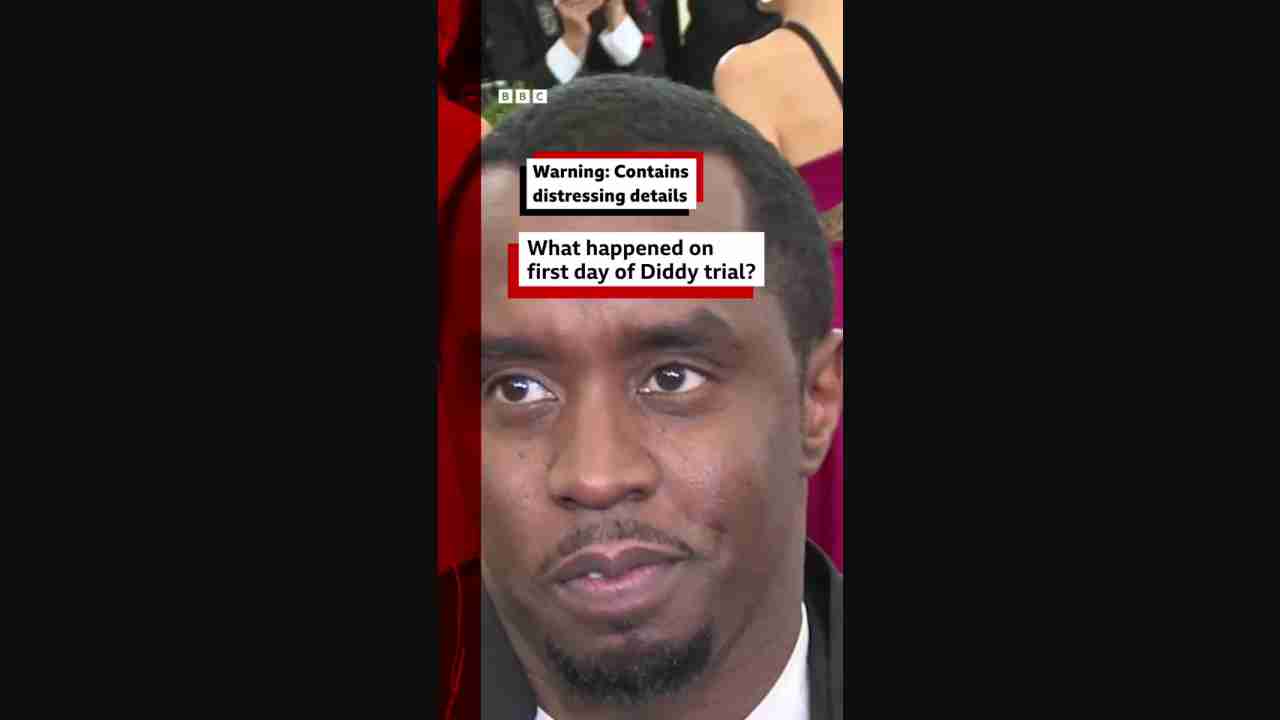 BBC
Warning: Contains
distressing details
What happened on
first day of Diddy trial?